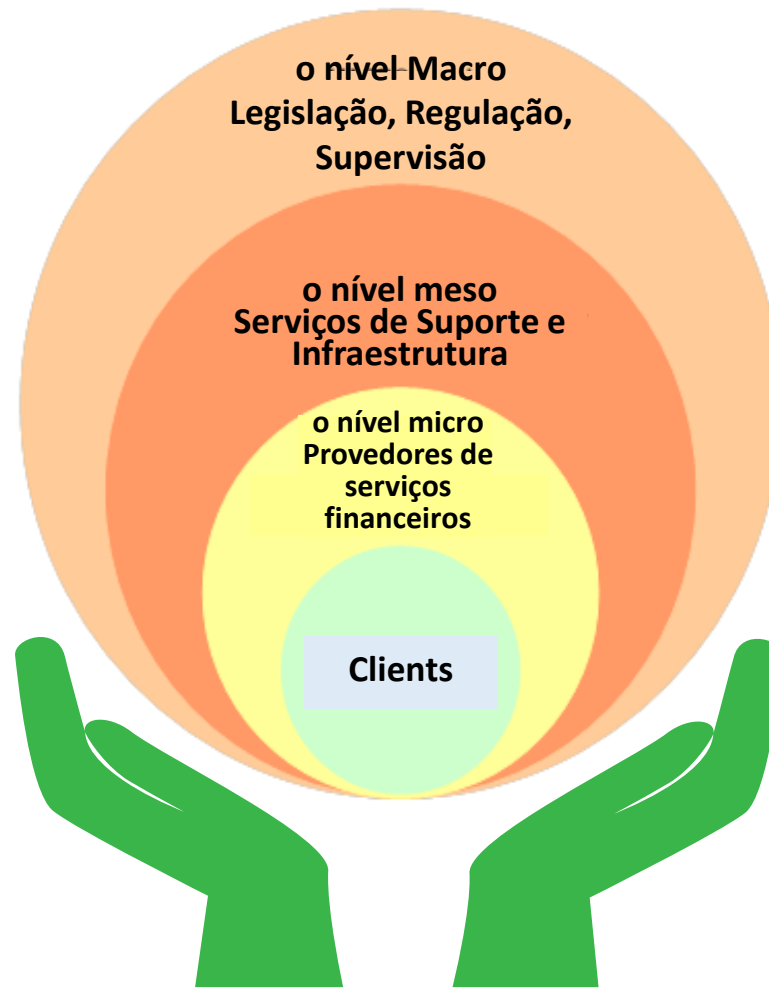 o nível Macro
Legislação, Regulação,
Supervisão
o nível meso
Serviços de Suporte e
Infraestrutura
o nível micro
Provedores de
serviços
financeiros
Clients